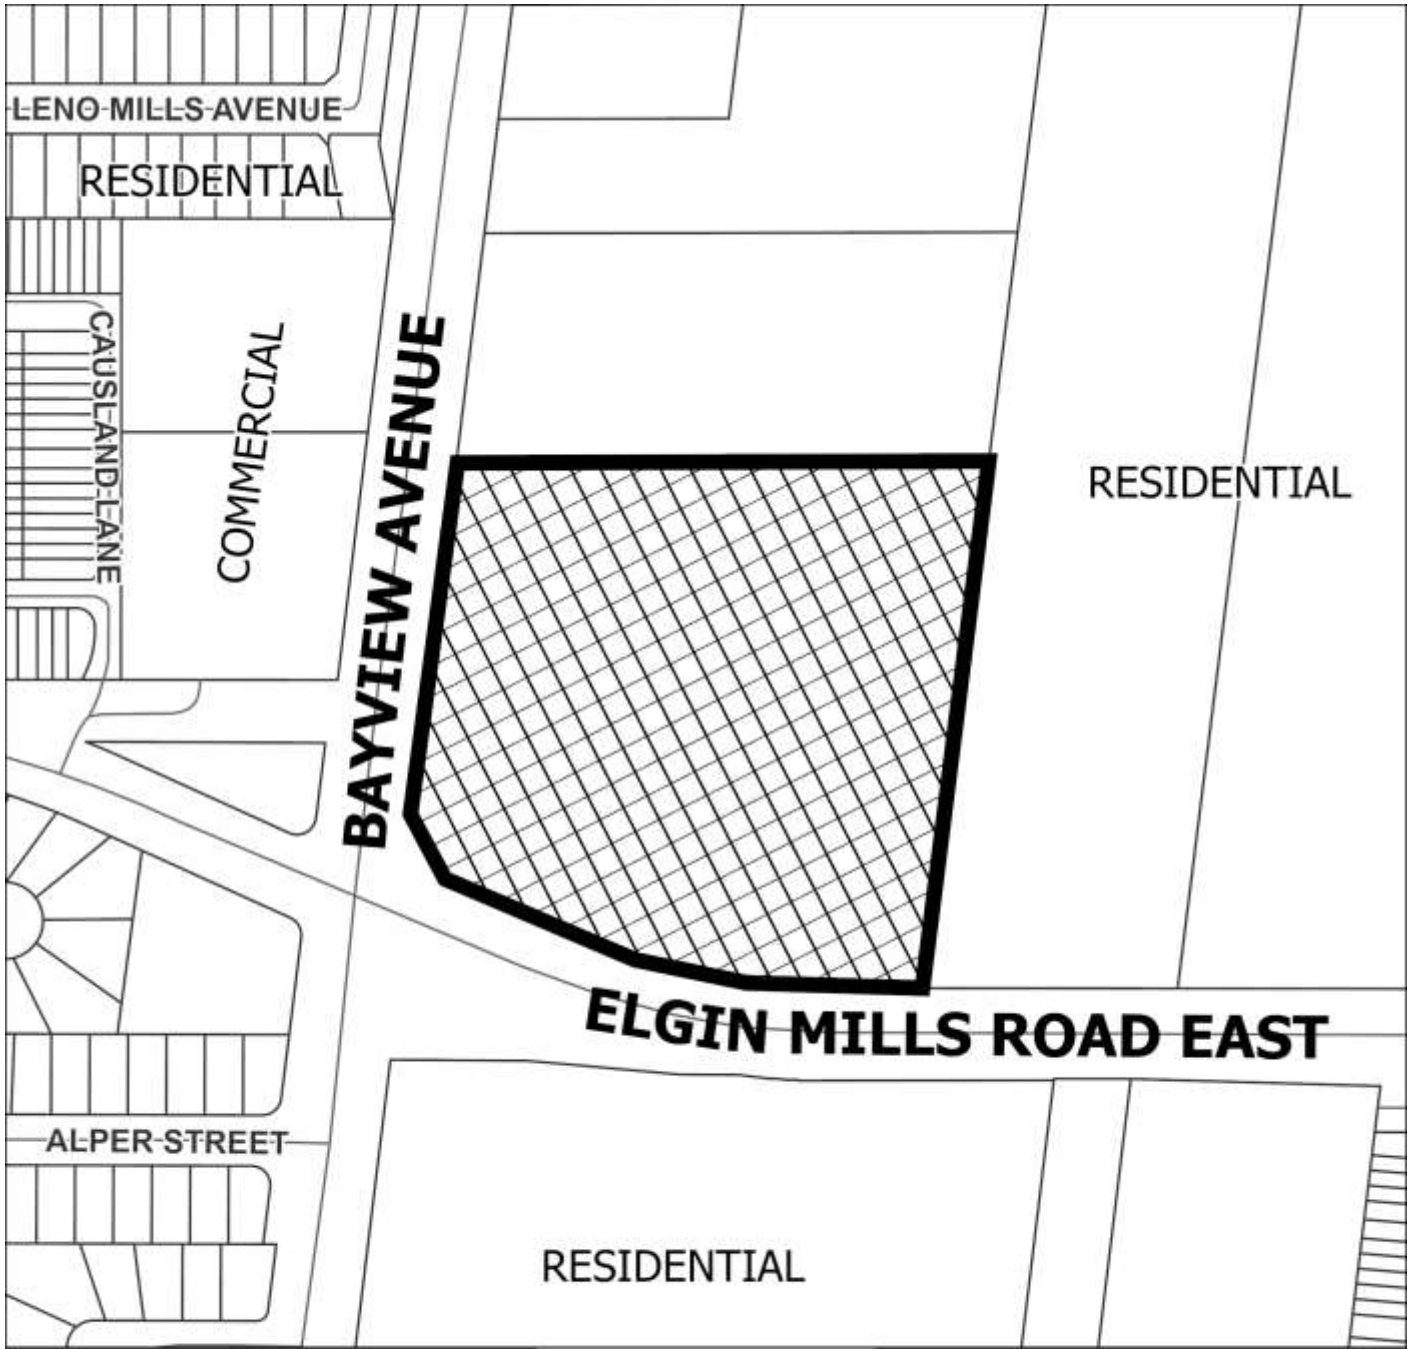 LENO MILLS AVENUE
RESIDENTIAL
CAUSLAND LANE
COMMERCIAL
BAYVIEW AVENUE
RESIDENTIAL
ELGIN MILLS ROAD EAST
ALPER STREET
RESIDENTIAL